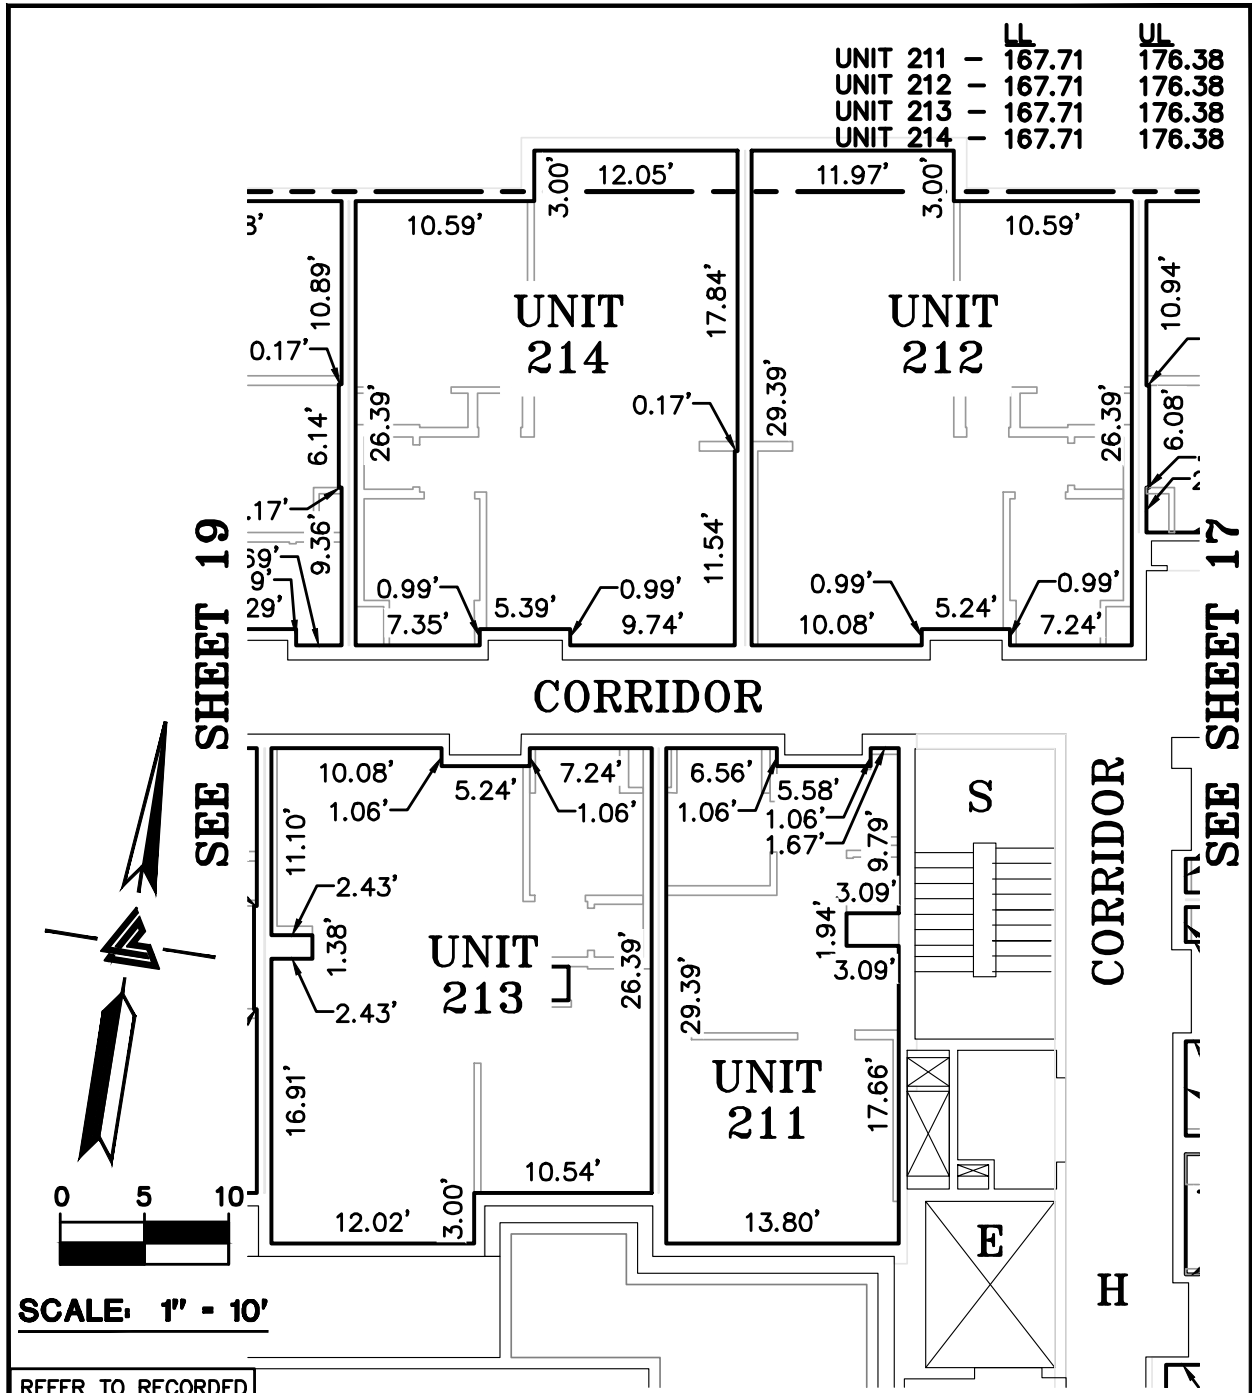 LL UL
UNIT 211 - 167.71 176.38
UNIT 212 - 167.71 176.38
UNIT 213 - 167.71 176.38
UNIT 214 - 167.71 176.38
12.05' 11.97'
3.00' 3.00'
8' 10.59' 10.59'
10.89' 17.84' 10.94'
UNIT 214
UNIT 212
0.17' 0.17'
6.14' 26.39' 29.39' 26.39' 6.08'
.17' 2
9.36' 11.54'
69'
9' 0.99' 0.99' 0.99' 0.99'
29' 7.35' 5.39' 9.74' 10.08' 5.24' 7.24'
SEE SHEET 19
SEE SHEET 17
CORRIDOR
10.08' 5.24' 7.24' 6.56' 5.58'
1.06' 1.06' 1.06' 1.06'
1.67'
S
CORRIDOR
11.10' 9.79'
2.43' 3.09'
1.38' 1.94'
2.43' 3.09'
UNIT
213
26.39' 29.39'
UNIT
211
16.91' 17.66'
10.54'
12.02' 3.00' 13.80'
E
H
0 5 10
SCALE: 1" - 10'
REFER TO RECORDED